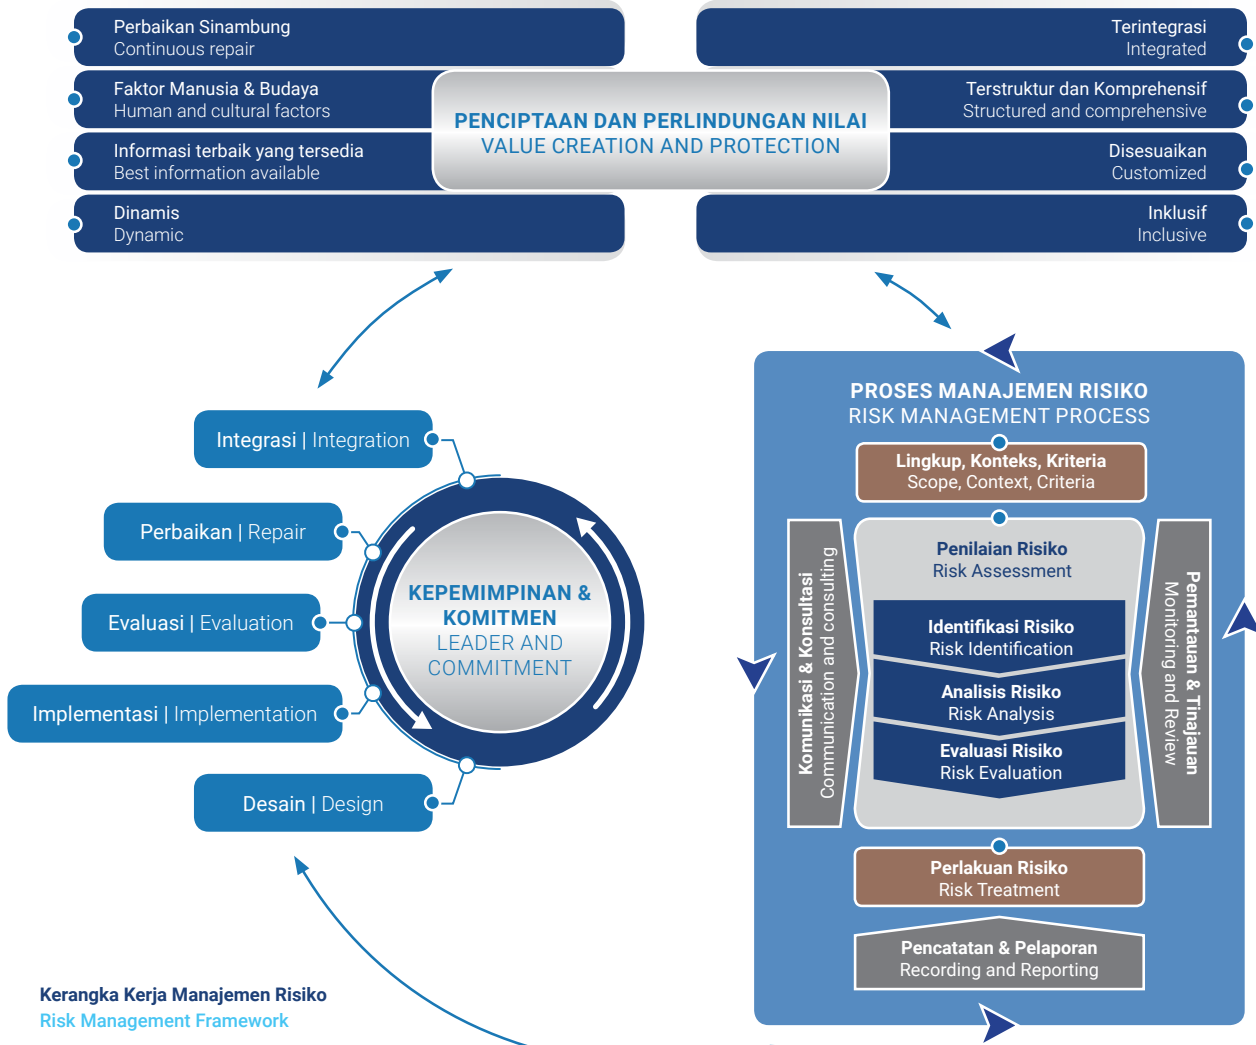 Perbaikan Sinambung
Continuous repair
Faktor Manusia & Budaya
Human and cultural factors
Informasi terbaik yang tersedia
Best information available
Dinamis
Dynamic
PENCIPTAAN DAN PERLINDUNGAN NILAI
VALUE CREATION AND PROTECTION
Terintegrasi
Integrated
Terstruktur dan Komprehensif
Structured and comprehensive
Disesuaikan
Customized
Inklusif
Inclusive
Integrasi | Integration
Perbaikan | Repair
Evaluasi | Evaluation
Implementasi | Implementation
Desain | Design
KEPEMIMPINAN &
KOMITMEN
LEADER AND
COMMITMENT
PROSES MANAJEMEN RISIKO
RISK MANAGEMENT PROCESS
Lingkup, Konteks, Kriteria
Scope, Context, Criteria
Komunikasi & Konsultasi
Communication and consulting
Penilaian Risiko
Risk Assessment
Identifikasi Risiko
Risk Identification
Analisis Risiko
Risk Analysis
Evaluasi Risiko
Risk Evaluation
Pemantauan & Tinajauan
Monitoring and Review
Perlakuan Risiko
Risk Treatment
Pencatatan & Pelaporan
Recording and Reporting
Kerangka Kerja Manajemen Risiko
Risk Management Framework